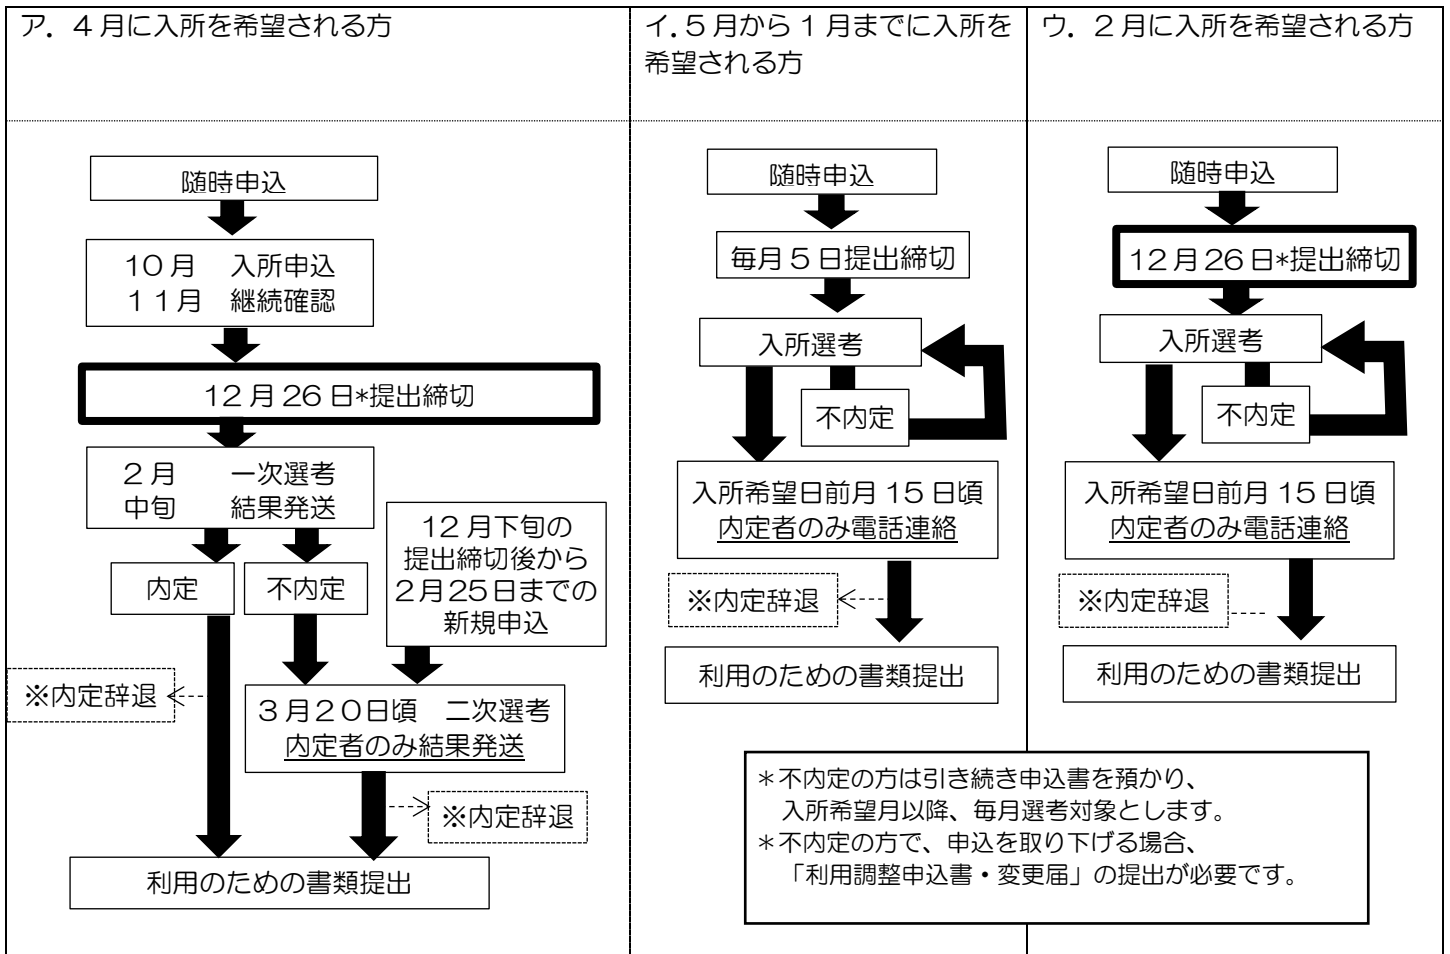 ア．４月に入所を希望される方
随時申込
10月　入所申込
１１月　継続確認
12月26日*提出締切
２月　一次選考
中旬　結果発送
内定
不内定
12月下旬の
提出締切後から
２月25日までの
新規申込
※内定辞退
３月２０日頃　二次選考
内定者のみ結果発送
※内定辞退
利用のための書類提出
イ．５月から１月までに入所を
希望される方
随時申込
毎月５日提出締切
入所選考
不内定
入所希望日前月15日頃
内定者のみ電話連絡
※内定辞退
利用のための書類提出
ウ．２月に入所を希望される方
随時申込
12月26日*提出締切
入所選考
不内定
入所希望日前月15日頃
内定者のみ電話連絡
※内定辞退
利用のための書類提出
＊不内定の方は引き続き申込書を預かり、
入所希望月以降、毎月選考対象とします。
＊不内定の方で、申込を取り下げる場合、
「利用調整申込書・変更届」の提出が必要です。